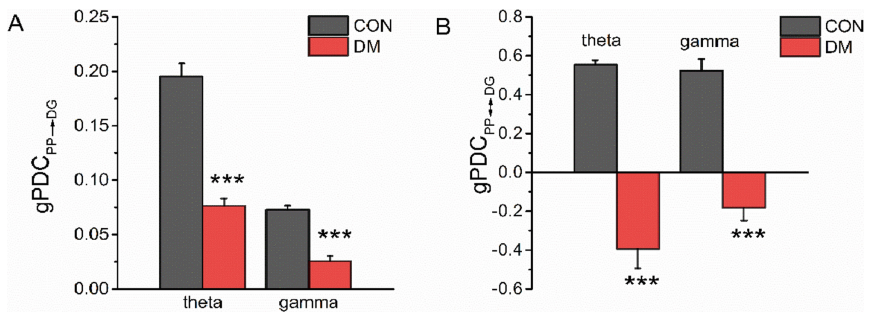 A
gPDC PP→DG
0.25
0.20
0.15
0.10
0.05
0.00
CON
DM
***
***
theta
gamma
B
gPDC PP↔DG
0.8
0.6
0.4
0.2
0.0
-0.2
-0.4
-0.6
theta
gamma
CON
DM
***
***